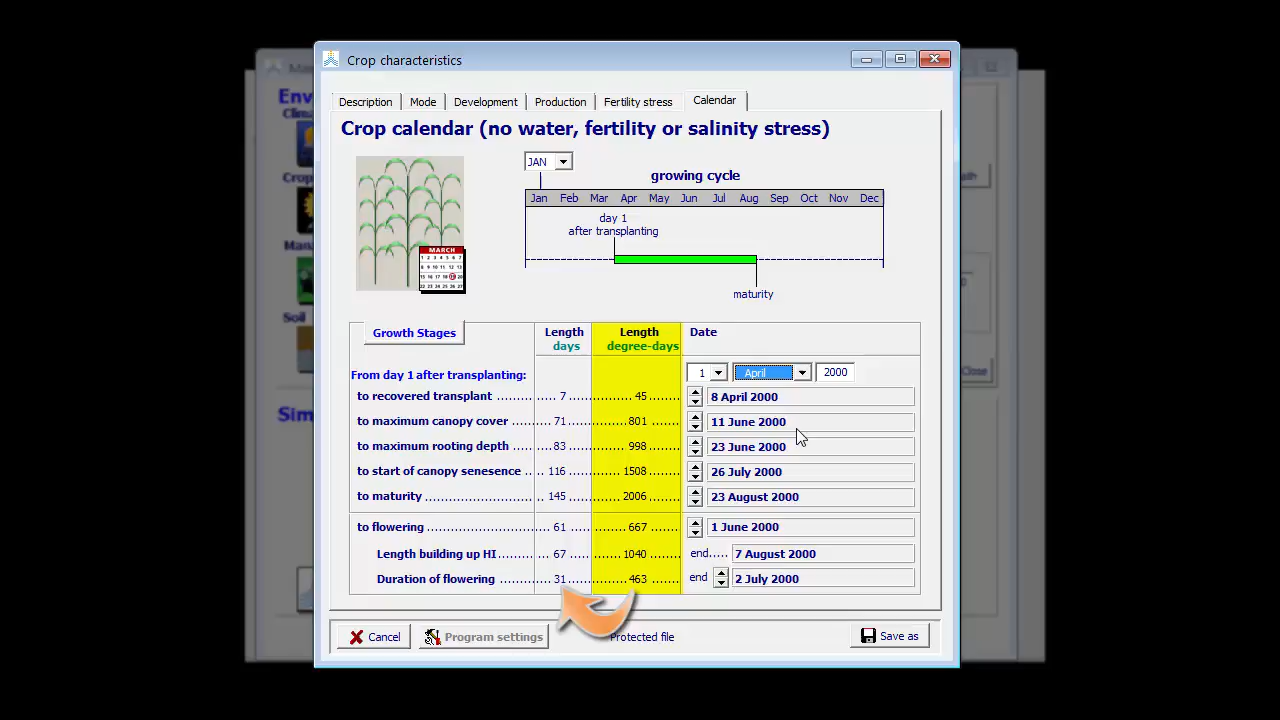 Crop characteristics
Description Mode Development Production Fertility stress Calendar
Crop calendar (no water, fertility or salinity stress)
JAN
growing cycle
Jan Feb Mar Apr May Jun Jul Aug Sep Oct Nov Dec
day 1
after transplanting
MARCH
maturity
Growth Stages Length Length Date
days degree-days
From day 1 after transplanting: 1 April 2000
to recovered transplant ........ 7 ........ 45 ........ 8 April 2000
to maximum canopy cover ........ 71 ........ 801 ........ 11 June 2000
to maximum rooting depth ........ 83 ........ 998 ........ 23 June 2000
to start of canopy senesence ... 116 ........ 1508 ........ 26 July 2000
to maturity ........................ 145 ........ 2006 ........ 23 August 2000
to flowering ........................ 61 ........ 667 ........ 1 June 2000
Length building up HI ........ 67 ........ 1040 ........ end..... 7 August 2000
Duration of flowering ........ 31 ........ 463 ........ end 2 July 2000
Cancel Program settings Protected file Save as
Env
Crop
Soil
Sim
Close